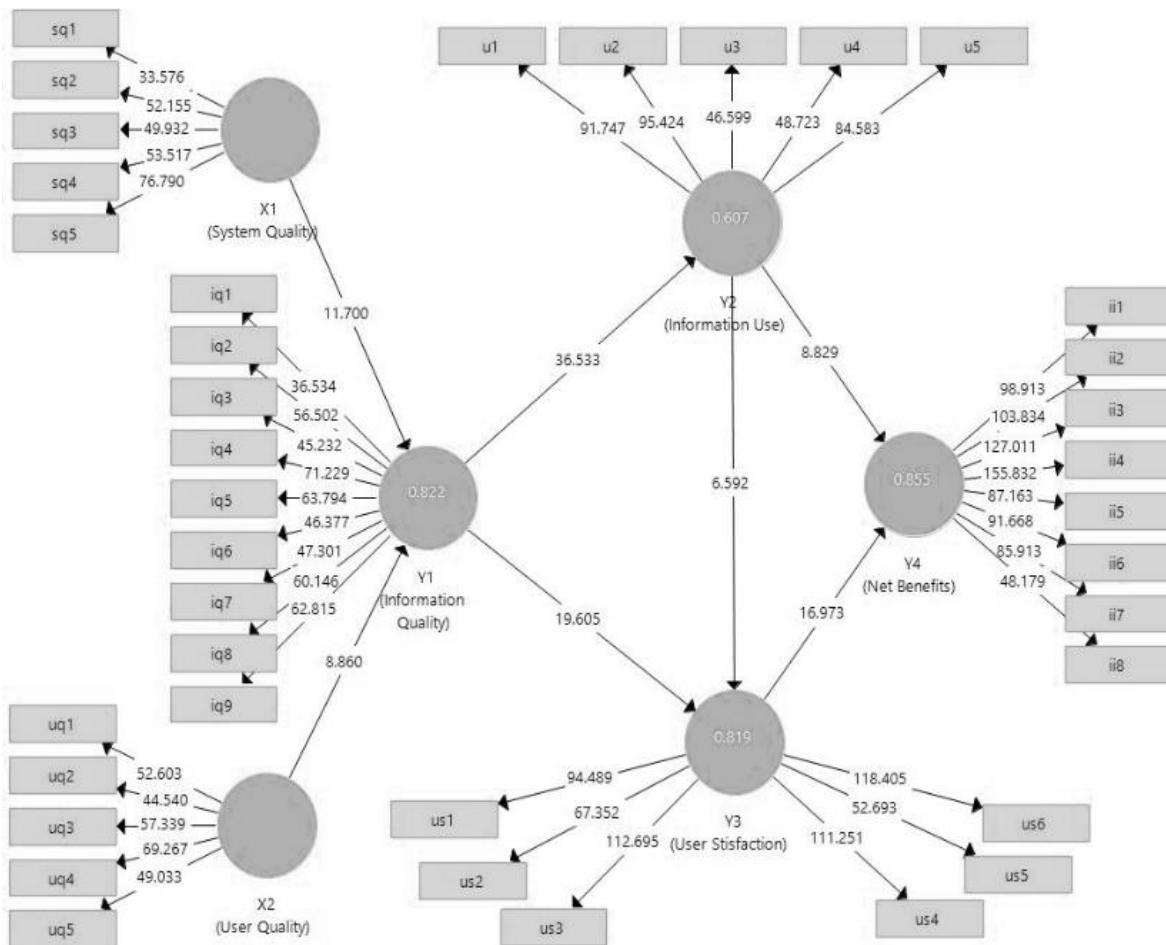 sq1
sq2
sq3
sq4
sq5
33.576
52.155
49.932
53.517
76.790
X1
(System Quality)
11.700
u1
u2
u3
u4
u5
91.747
95.424
46.599
48.723
84.583
0.607
Y2
(Information Use)
iq1
iq2
iq3
iq4
iq5
iq6
iq7
iq8
iq9
36.534
56.502
45.232
71.229
63.794
46.377
47.301
60.146
62.815
0.822
Y1
(Information
Quality)
36.533
19.605
8.860
6.592
8.829
16.973
0.855
Y4
(Net Benefits)
98.913
103.834
127.011
155.832
87.163
91.668
85.913
48.179
ii1
ii2
ii3
ii4
ii5
ii6
ii7
ii8
uq1
uq2
uq3
uq4
uq5
52.603
44.540
57.339
69.267
49.033
X2
(User Quality)
0.819
Y3
(User Stisfaction)
94.489
67.352
112.695
111.251
52.693
118.405
us1
us2
us3
us4
us5
us6